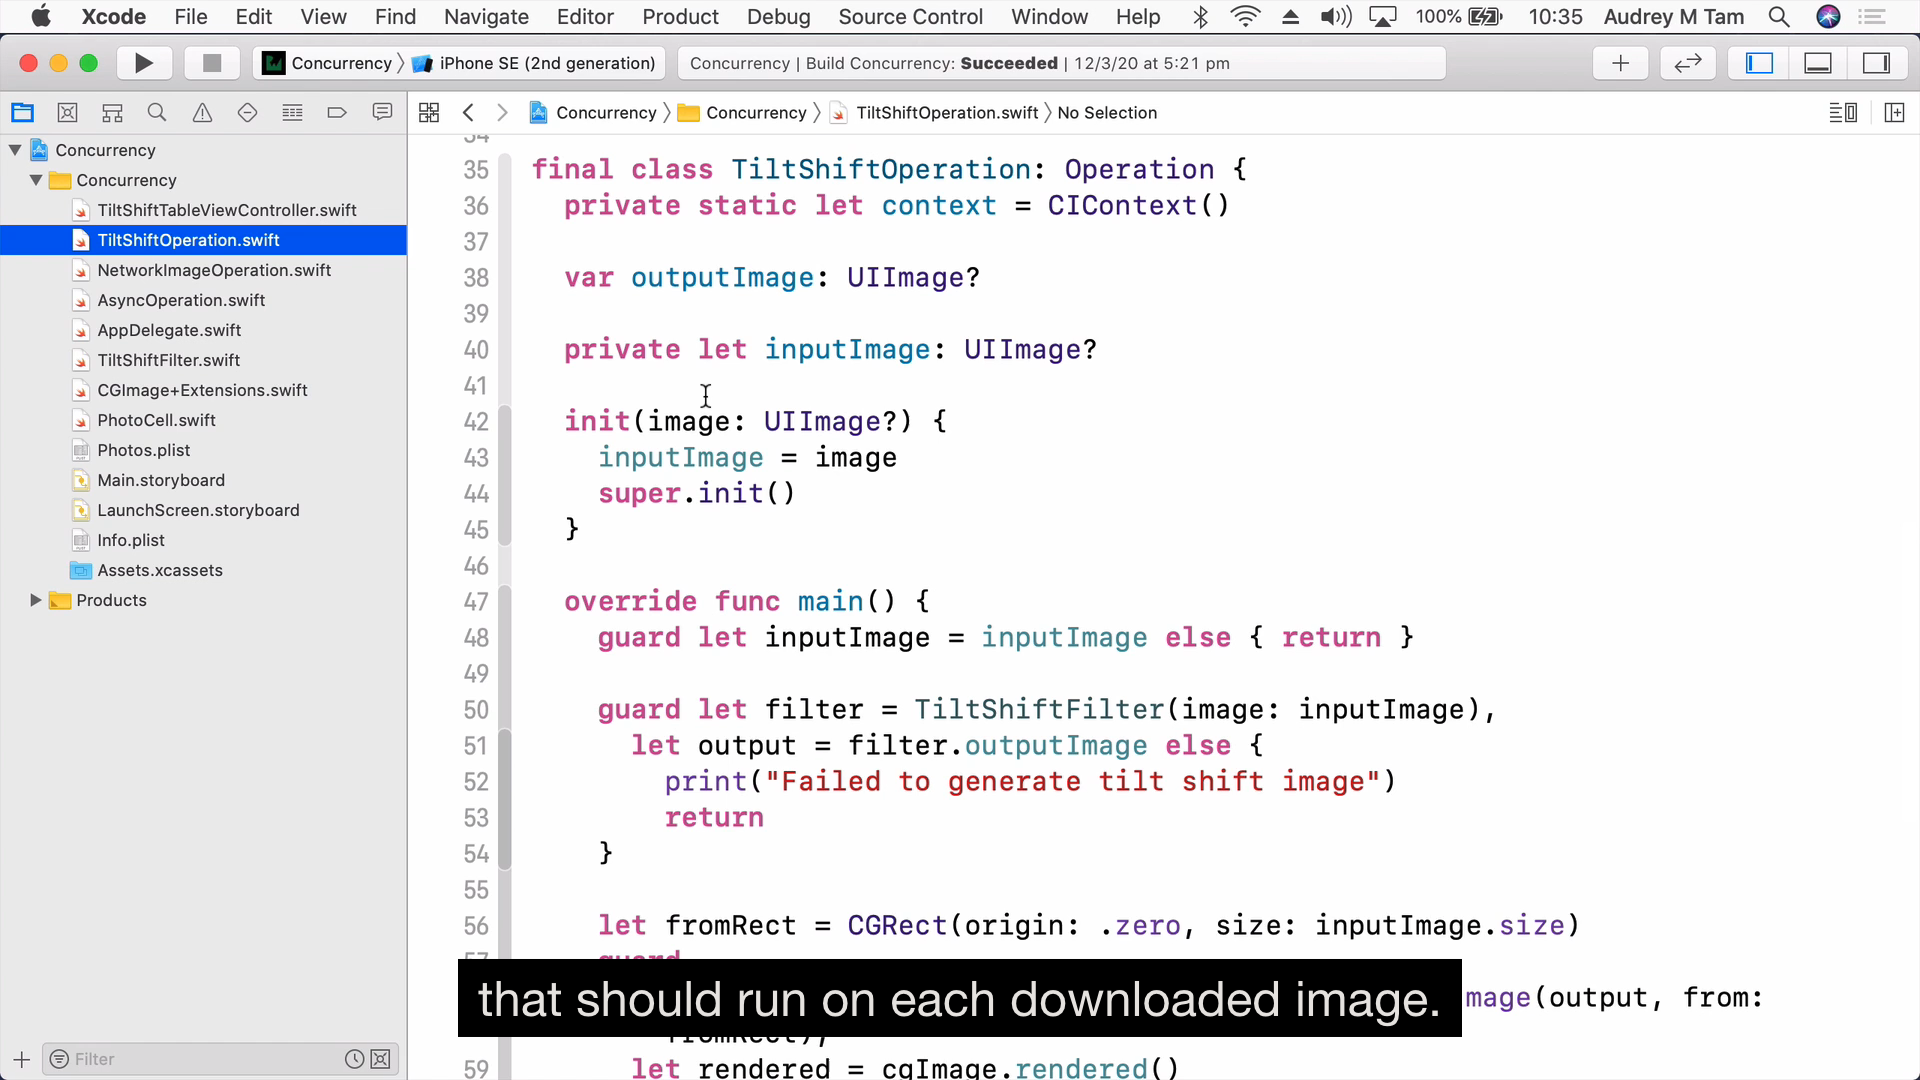 Xcode File Edit View Find Navigate Editor Product Debug Source Control Window Help 100% 10:35 Audrey M Tam
Concurrency iPhone SE (2nd generation) Concurrency | Build Concurrency: Succeeded | 12/3/20 at 5:21 pm
Concurrency Concurrency TiltShiftOperation.swift No Selection
Concurrency
Concurrency
TiltShiftTableViewController.swift
TiltShiftOperation.swift
NetworkImageOperation.swift
AsyncOperation.swift
AppDelegate.swift
TiltShiftFilter.swift
CGImage+Extensions.swift
PhotoCell.swift
Photos.plist
Main.storyboard
LaunchScreen.storyboard
Info.plist
Assets.xcassets
Products
Filter
34
35 final class TiltShiftOperation: Operation {
36 private static let context = CIContext()
37
38 var outputImage: UIImage?
39
40 private let inputImage: UIImage?
41
42 init(image: UIImage?) {
43 inputImage = image
44 super.init()
45 }
46
47 override func main() {
48 guard let inputImage = inputImage else { return }
49
50 guard let filter = TiltShiftFilter(image: inputImage),
51 let output = filter.outputImage else {
52 print("Failed to generate tilt shift image")
53 return
54 }
55
56 let fromRect = CGRect(origin: .zero, size: inputImage.size)
57 guard
mage(output, from:
fromRect),
59 let rendered = cgImage.rendered()
that should run on each downloaded image.